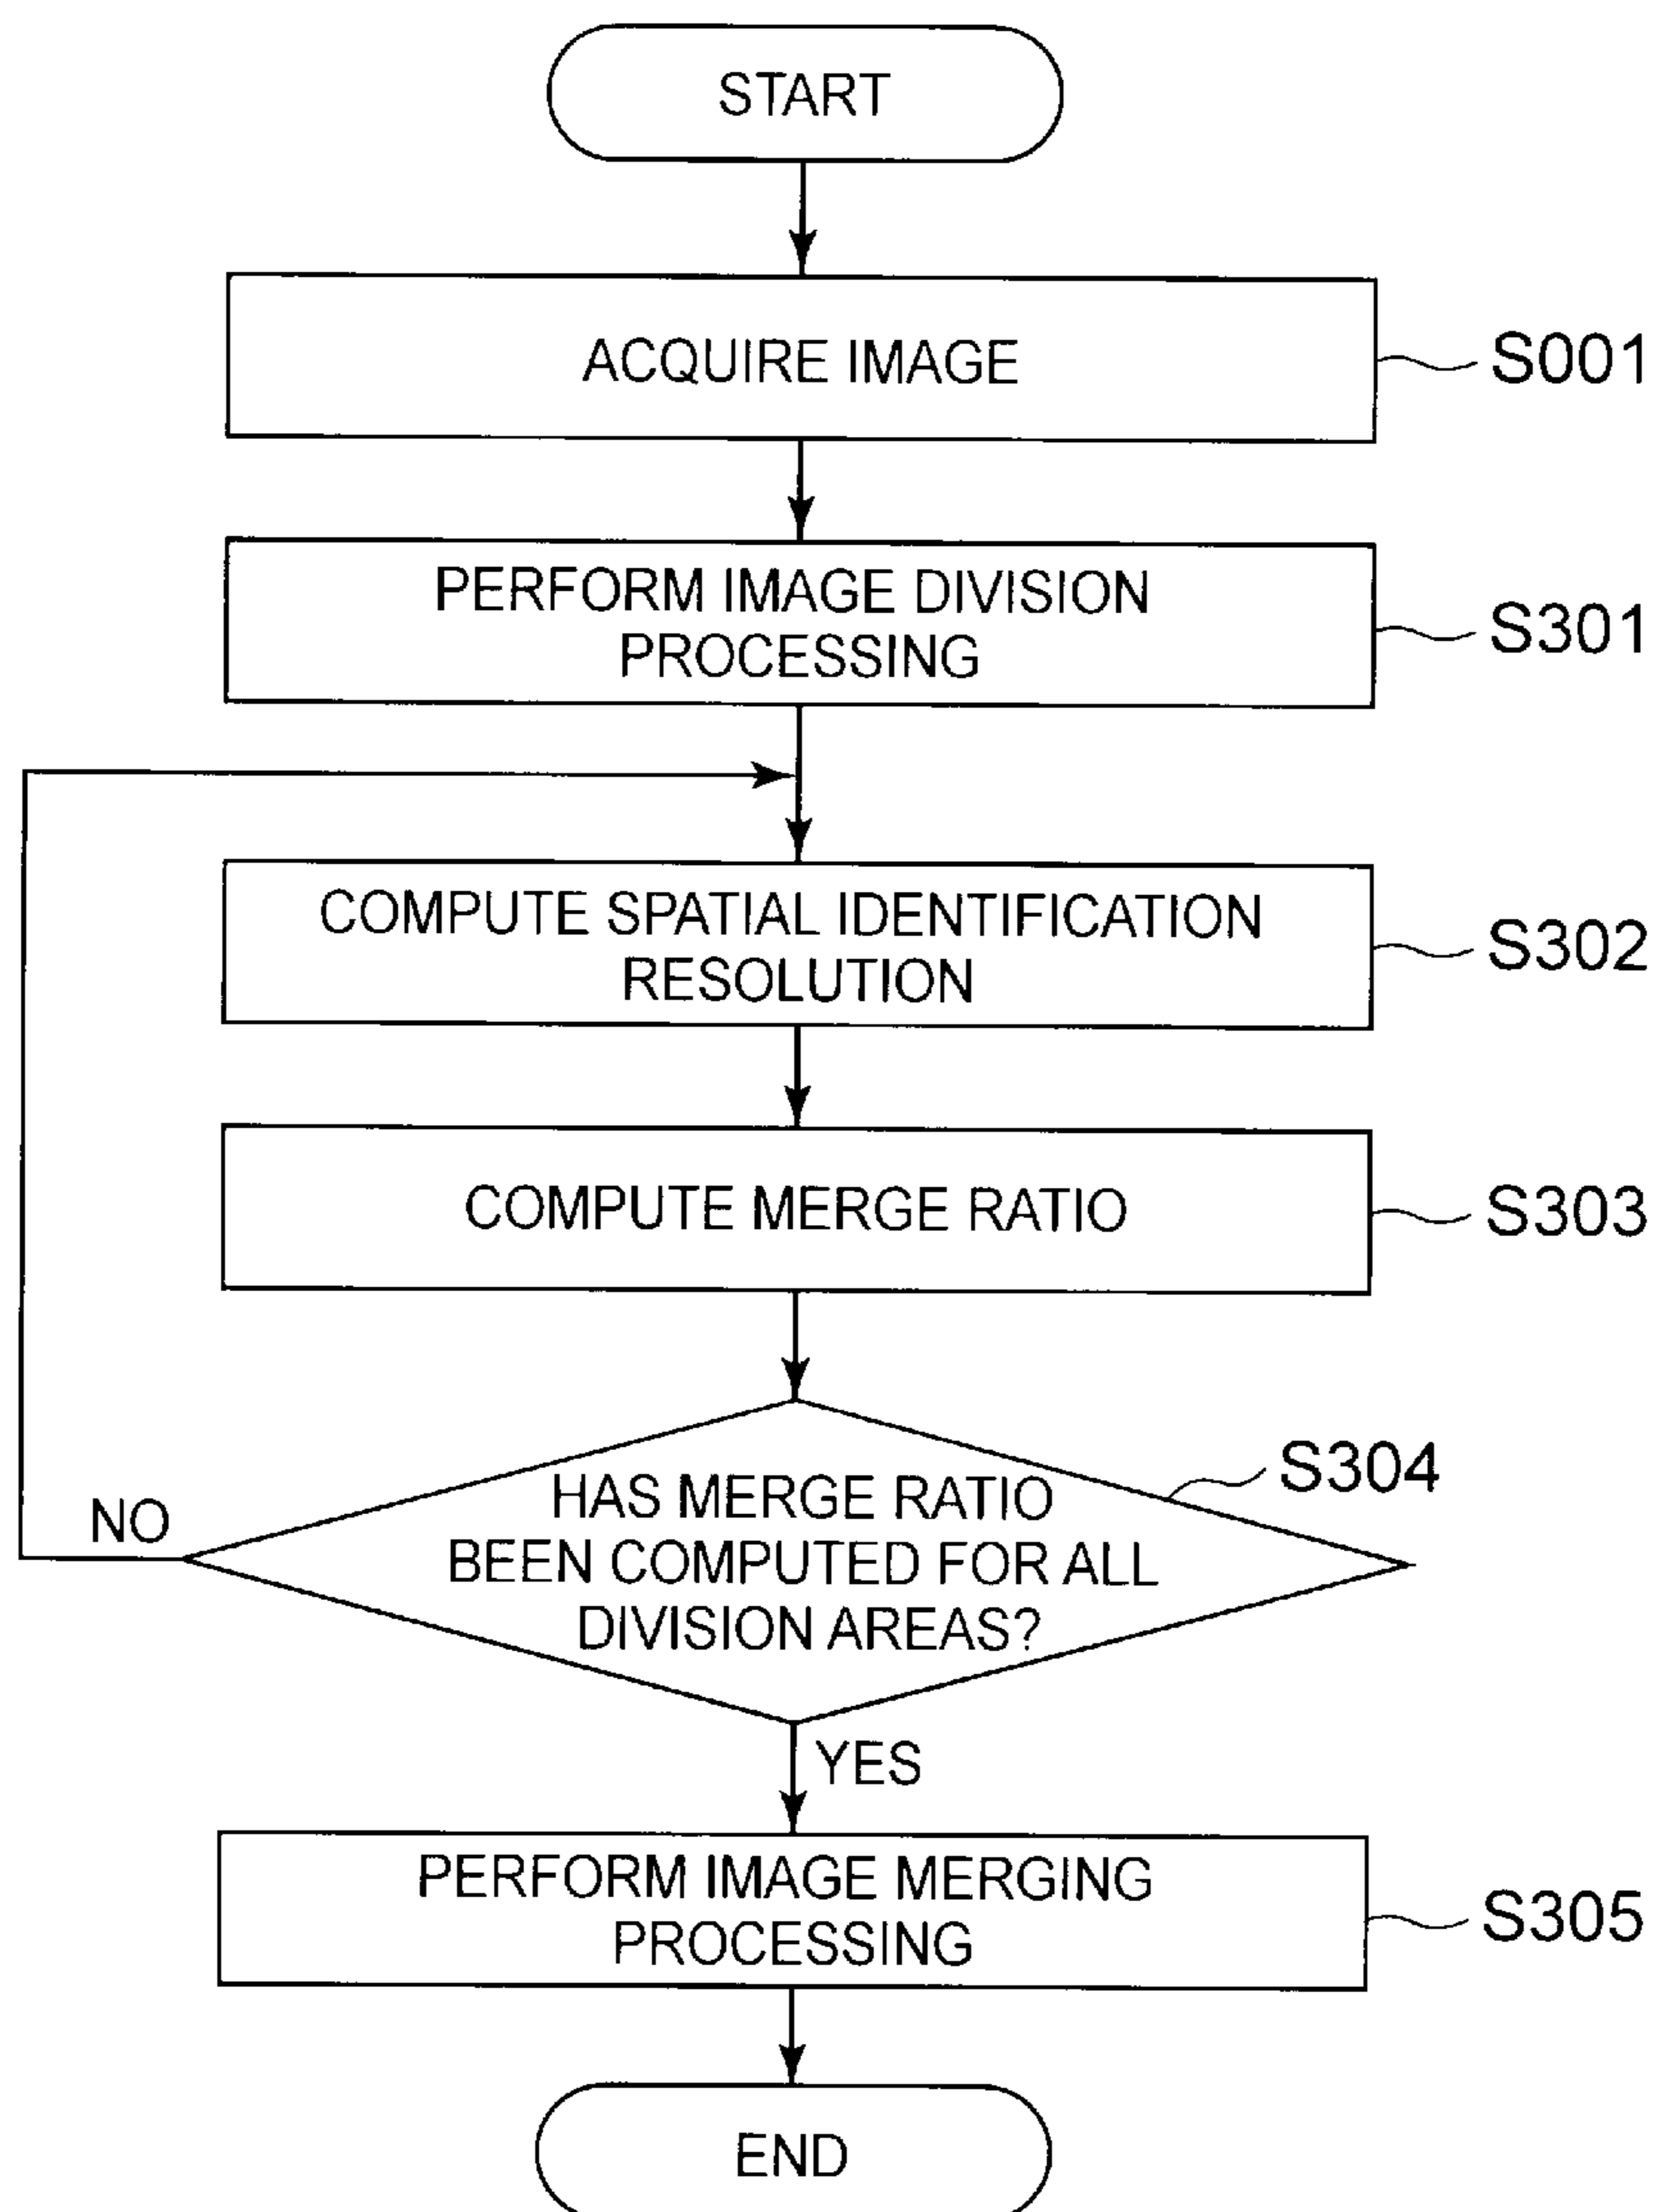 START
ACQUIRE IMAGE
S001
PERFORM IMAGE DIVISION
PROCESSING
S301
COMPUTE SPATIAL IDENTIFICATION
RESOLUTION
S302
COMPUTE MERGE RATIO
S303
HAS MERGE RATIO
BEEN COMPUTED FOR ALL
DIVISION AREAS?
S304
NO
YES
PERFORM IMAGE MERGING
PROCESSING
S305
END